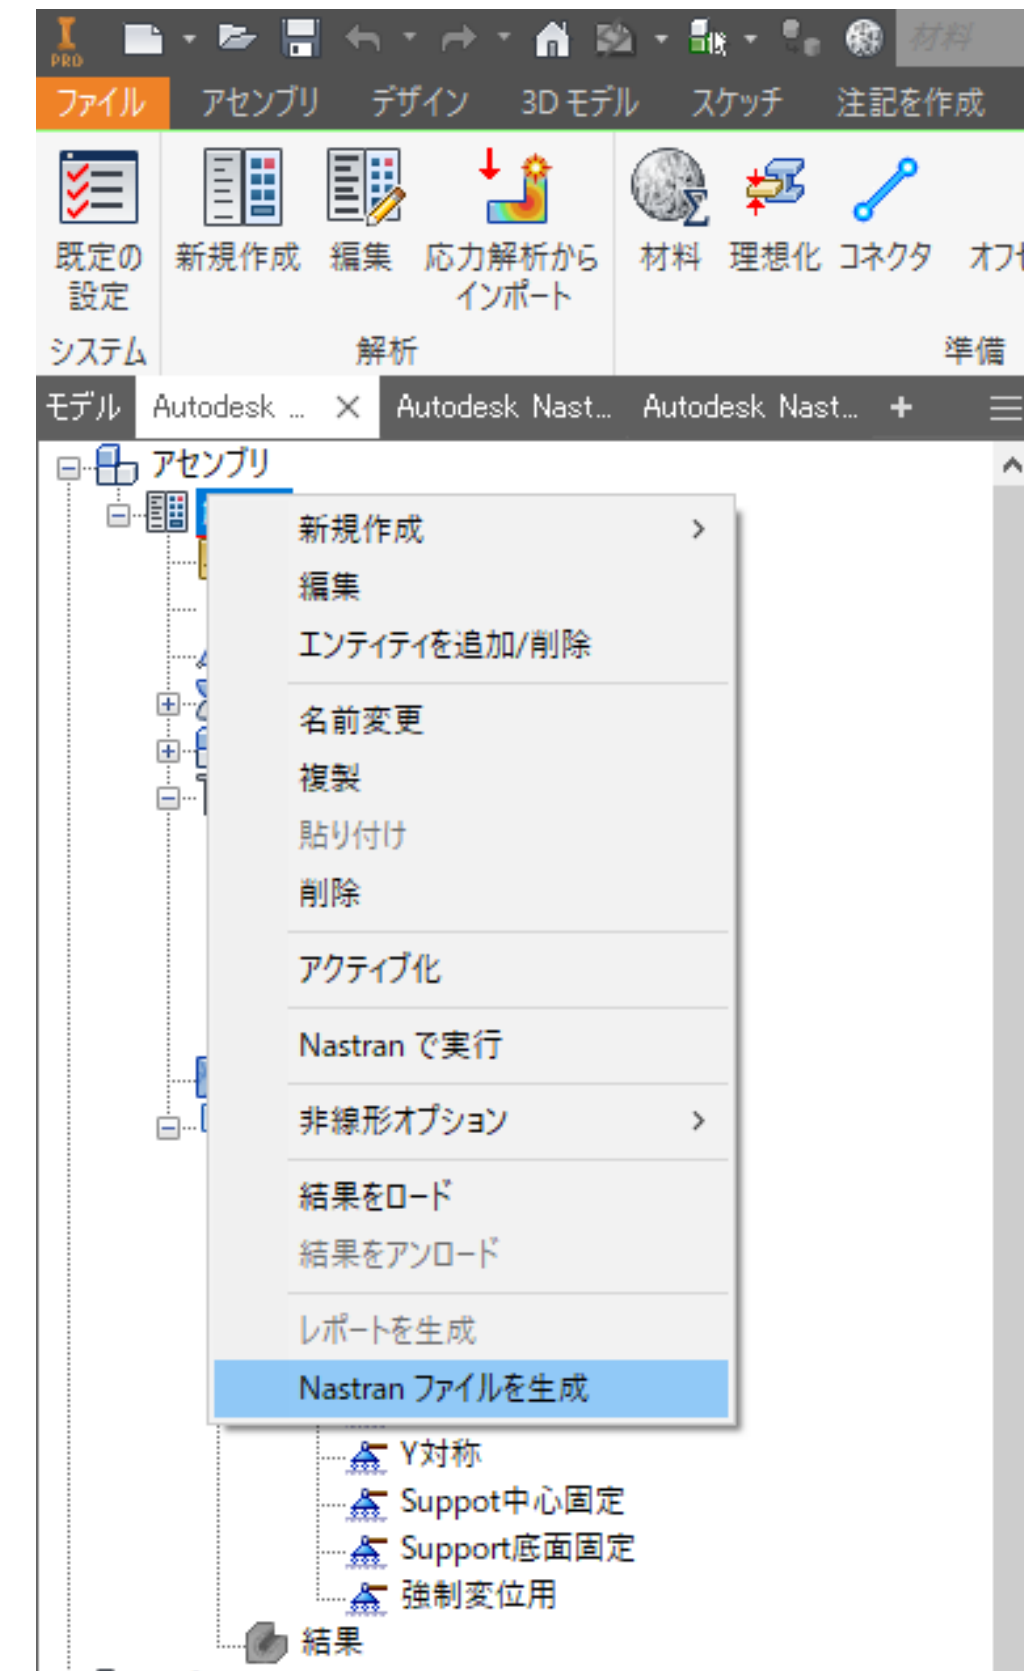 PRO
材料
ファイル アセンブリ デザイン 3D モデル スケッチ 注記を作成
既定の
設定
新規作成
編集
応力解析から
インポート
材料
理想化
コネクタ
オフセ
システム
解析
準備
モデル Autodesk ... Autodesk Nast... Autodesk Nast...
アセンブリ
新規作成
編集
エンティティを追加/削除
名前変更
複製
貼り付け
削除
アクティブ化
Nastran で実行
非線形オプション
結果をロード
結果をアンロード
レポートを生成
Nastran ファイルを生成
Y対称
Suppot中心固定
Support底面固定
強制変位用
結果